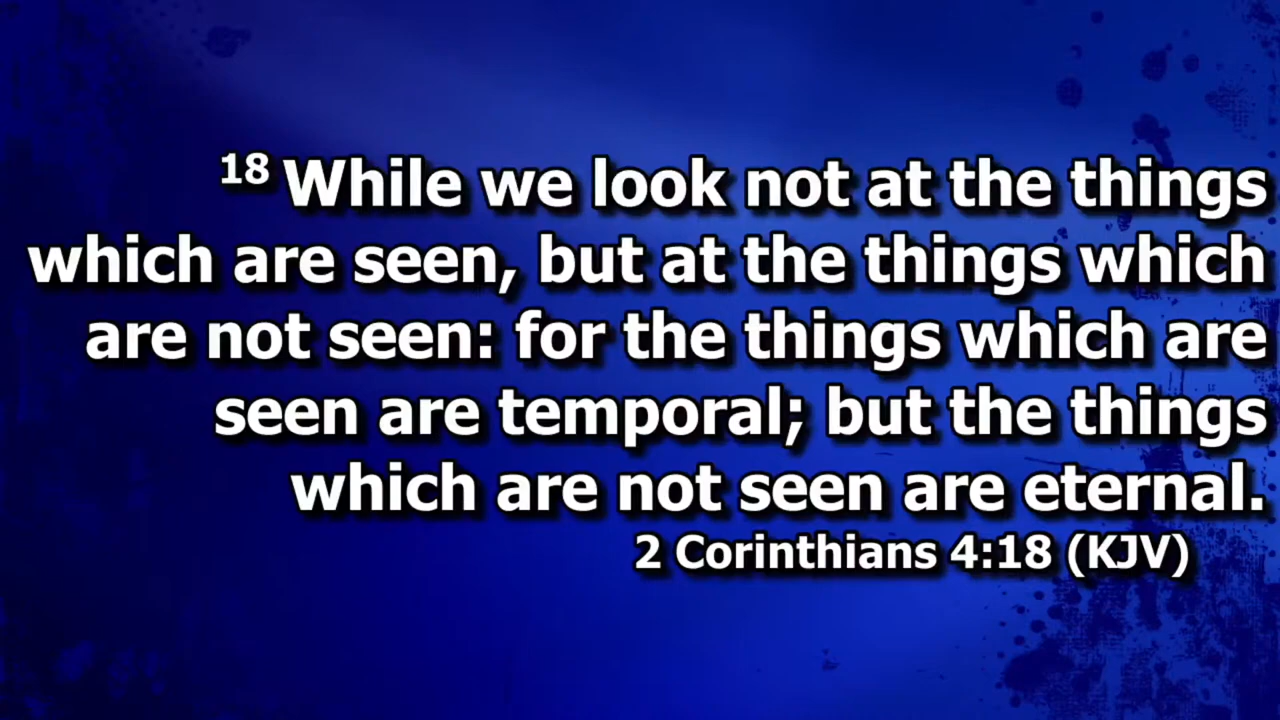 18 While we look not at the things
which are seen, but at the things which
are not seen: for the things which are
seen are temporal; but the things
which are not seen are eternal.
2 Corinthians 4:18 (KJV)